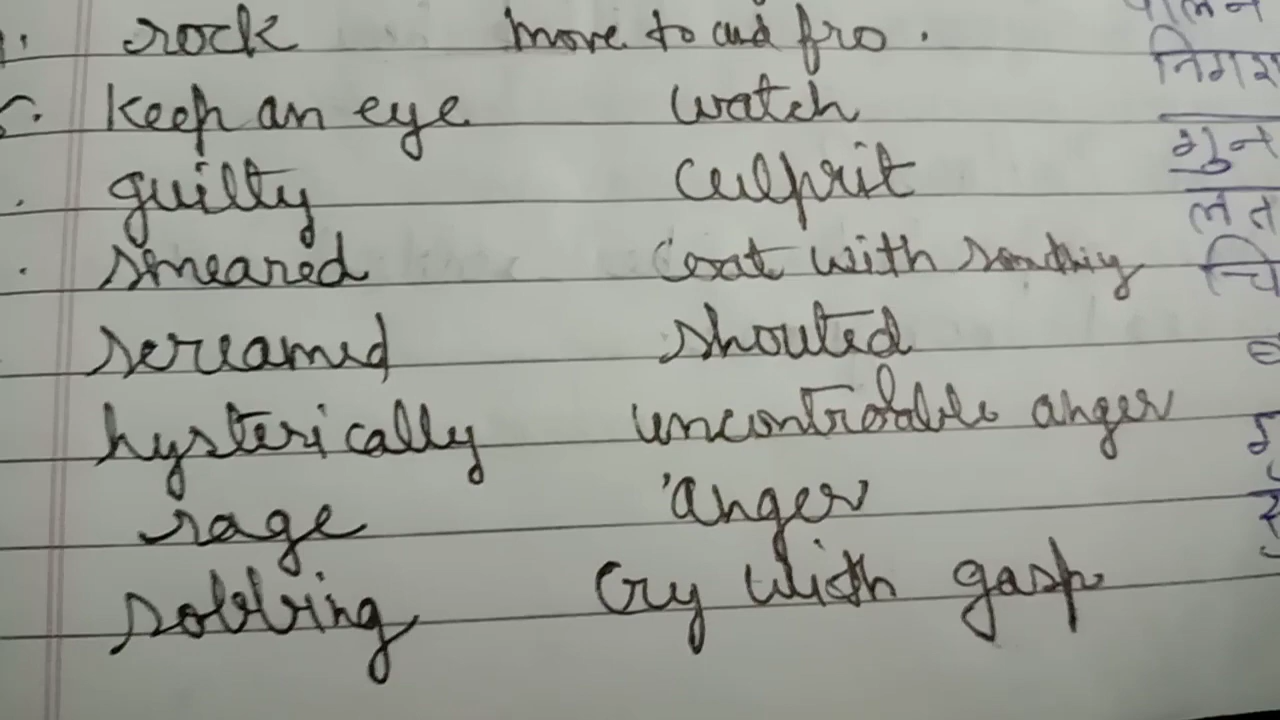 rock move to and fro.
keep an eye watch
guilty culprit
smeared coat with something
screamed shouted
hysterically uncontrolable anger
rage anger
sobbing Cry with gasp